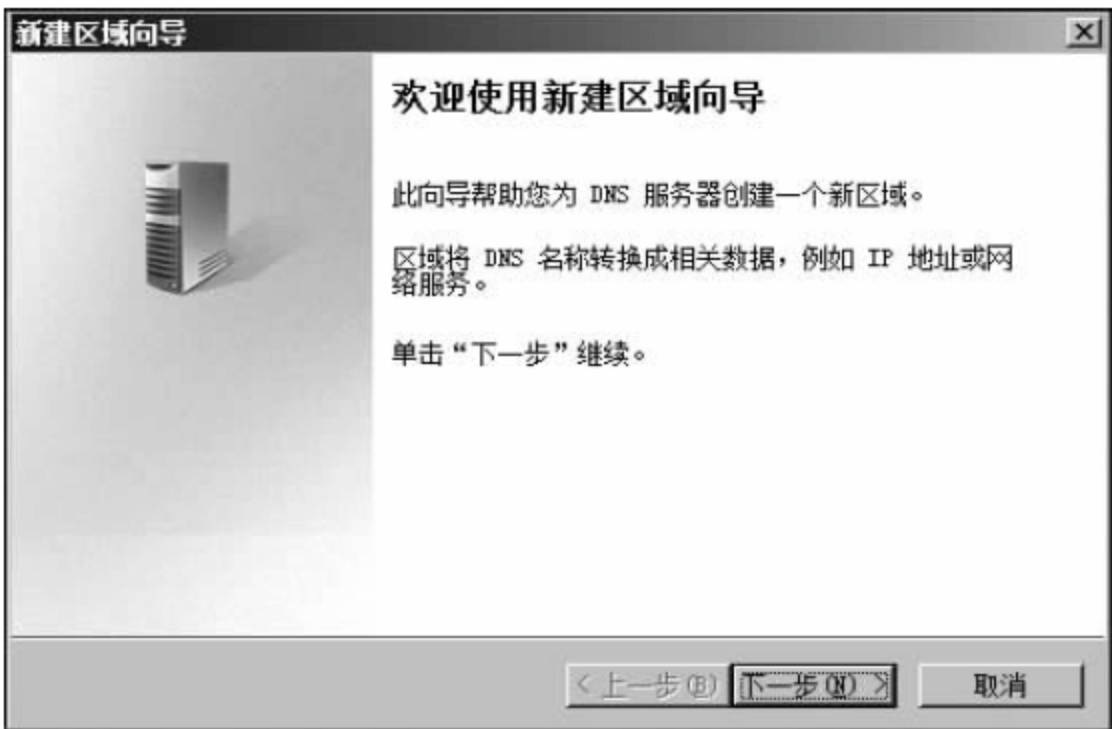 新建区域向导
欢迎使用新建区域向导
此向导帮助您为 DNS 服务器创建一个新区域。
区域将 DNS 名称转换成相关数据，例如 IP 地址或网
络服务。
单击“下一步”继续。
< 上一步(B) 下一步(N) > 取消